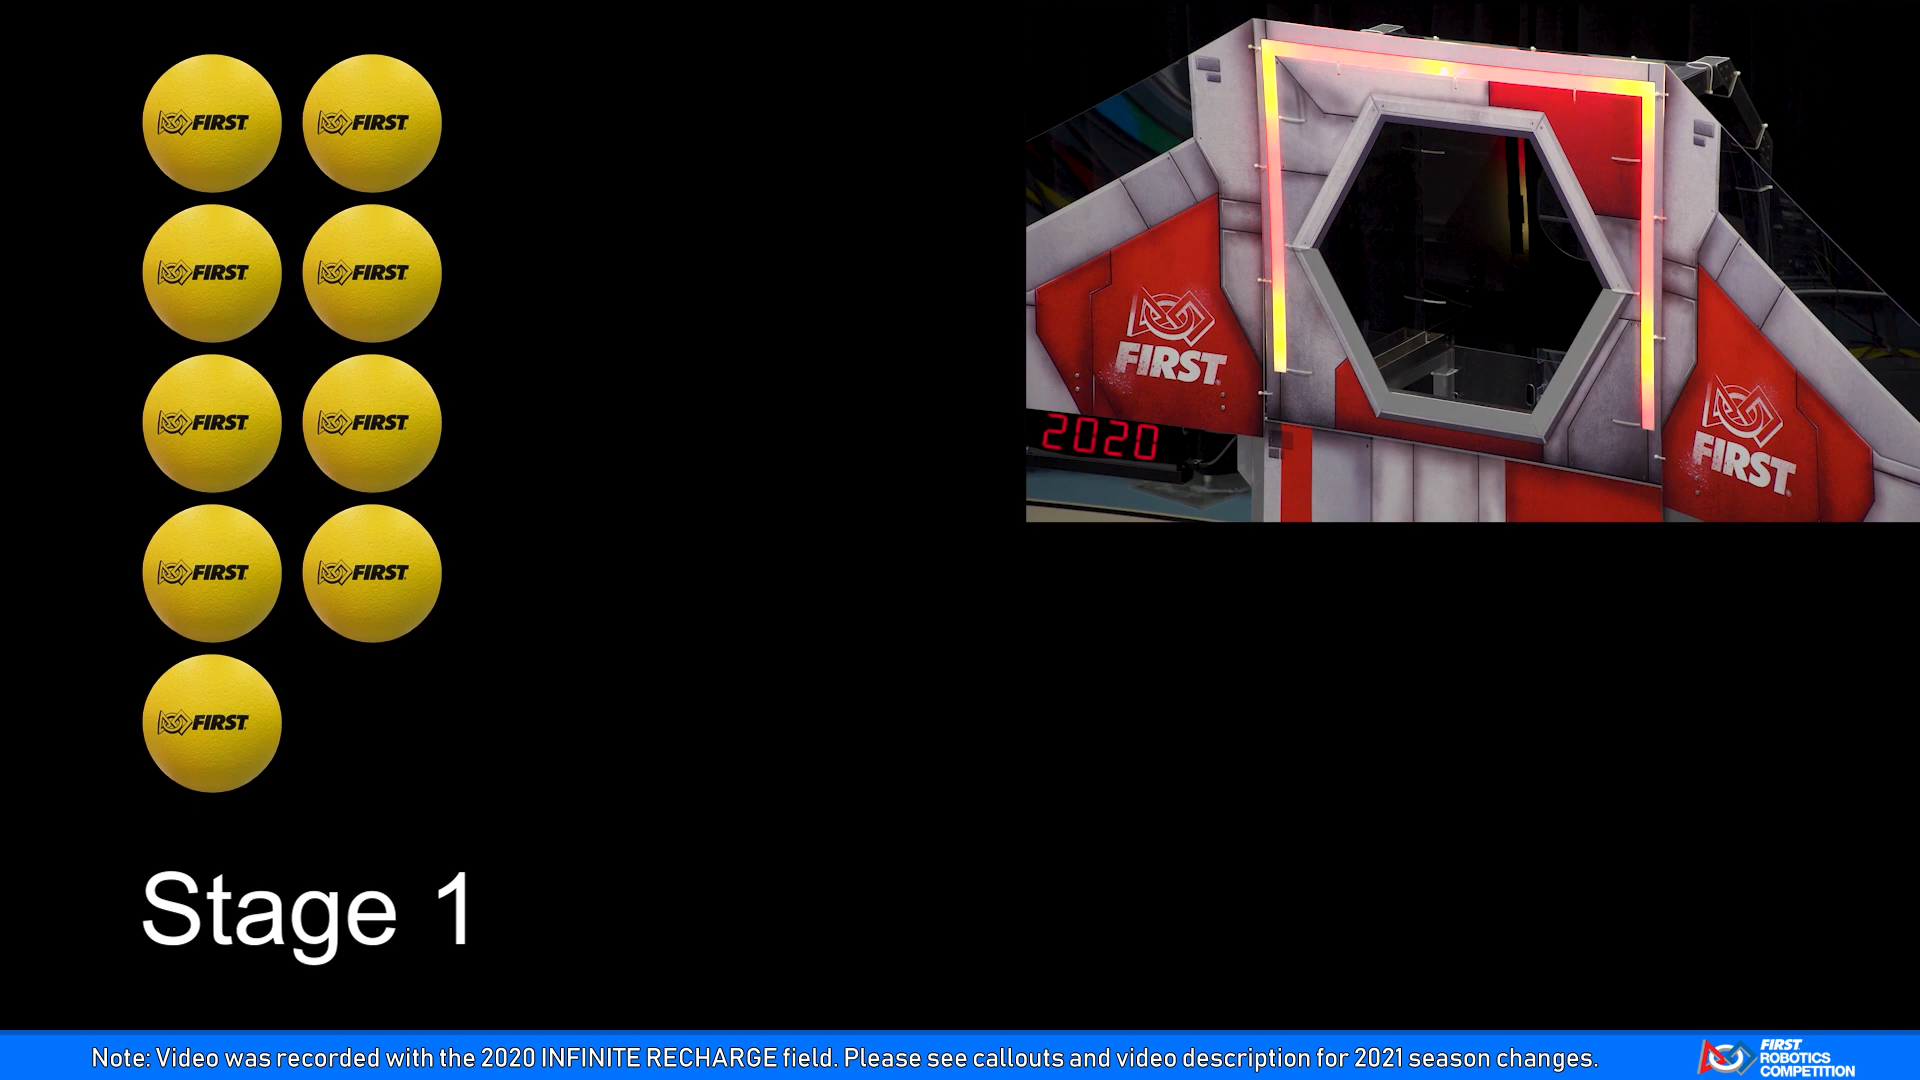 FIRST FIRST
FIRST FIRST
FIRST FIRST
FIRST FIRST
FIRST
FIRST
2020
FIRST
Stage 1
Note: Video was recorded with the 2020 INFINITE RECHARGE field. Please see callouts and video description for 2021 season changes.
FIRST
ROBOTICS
COMPETITION